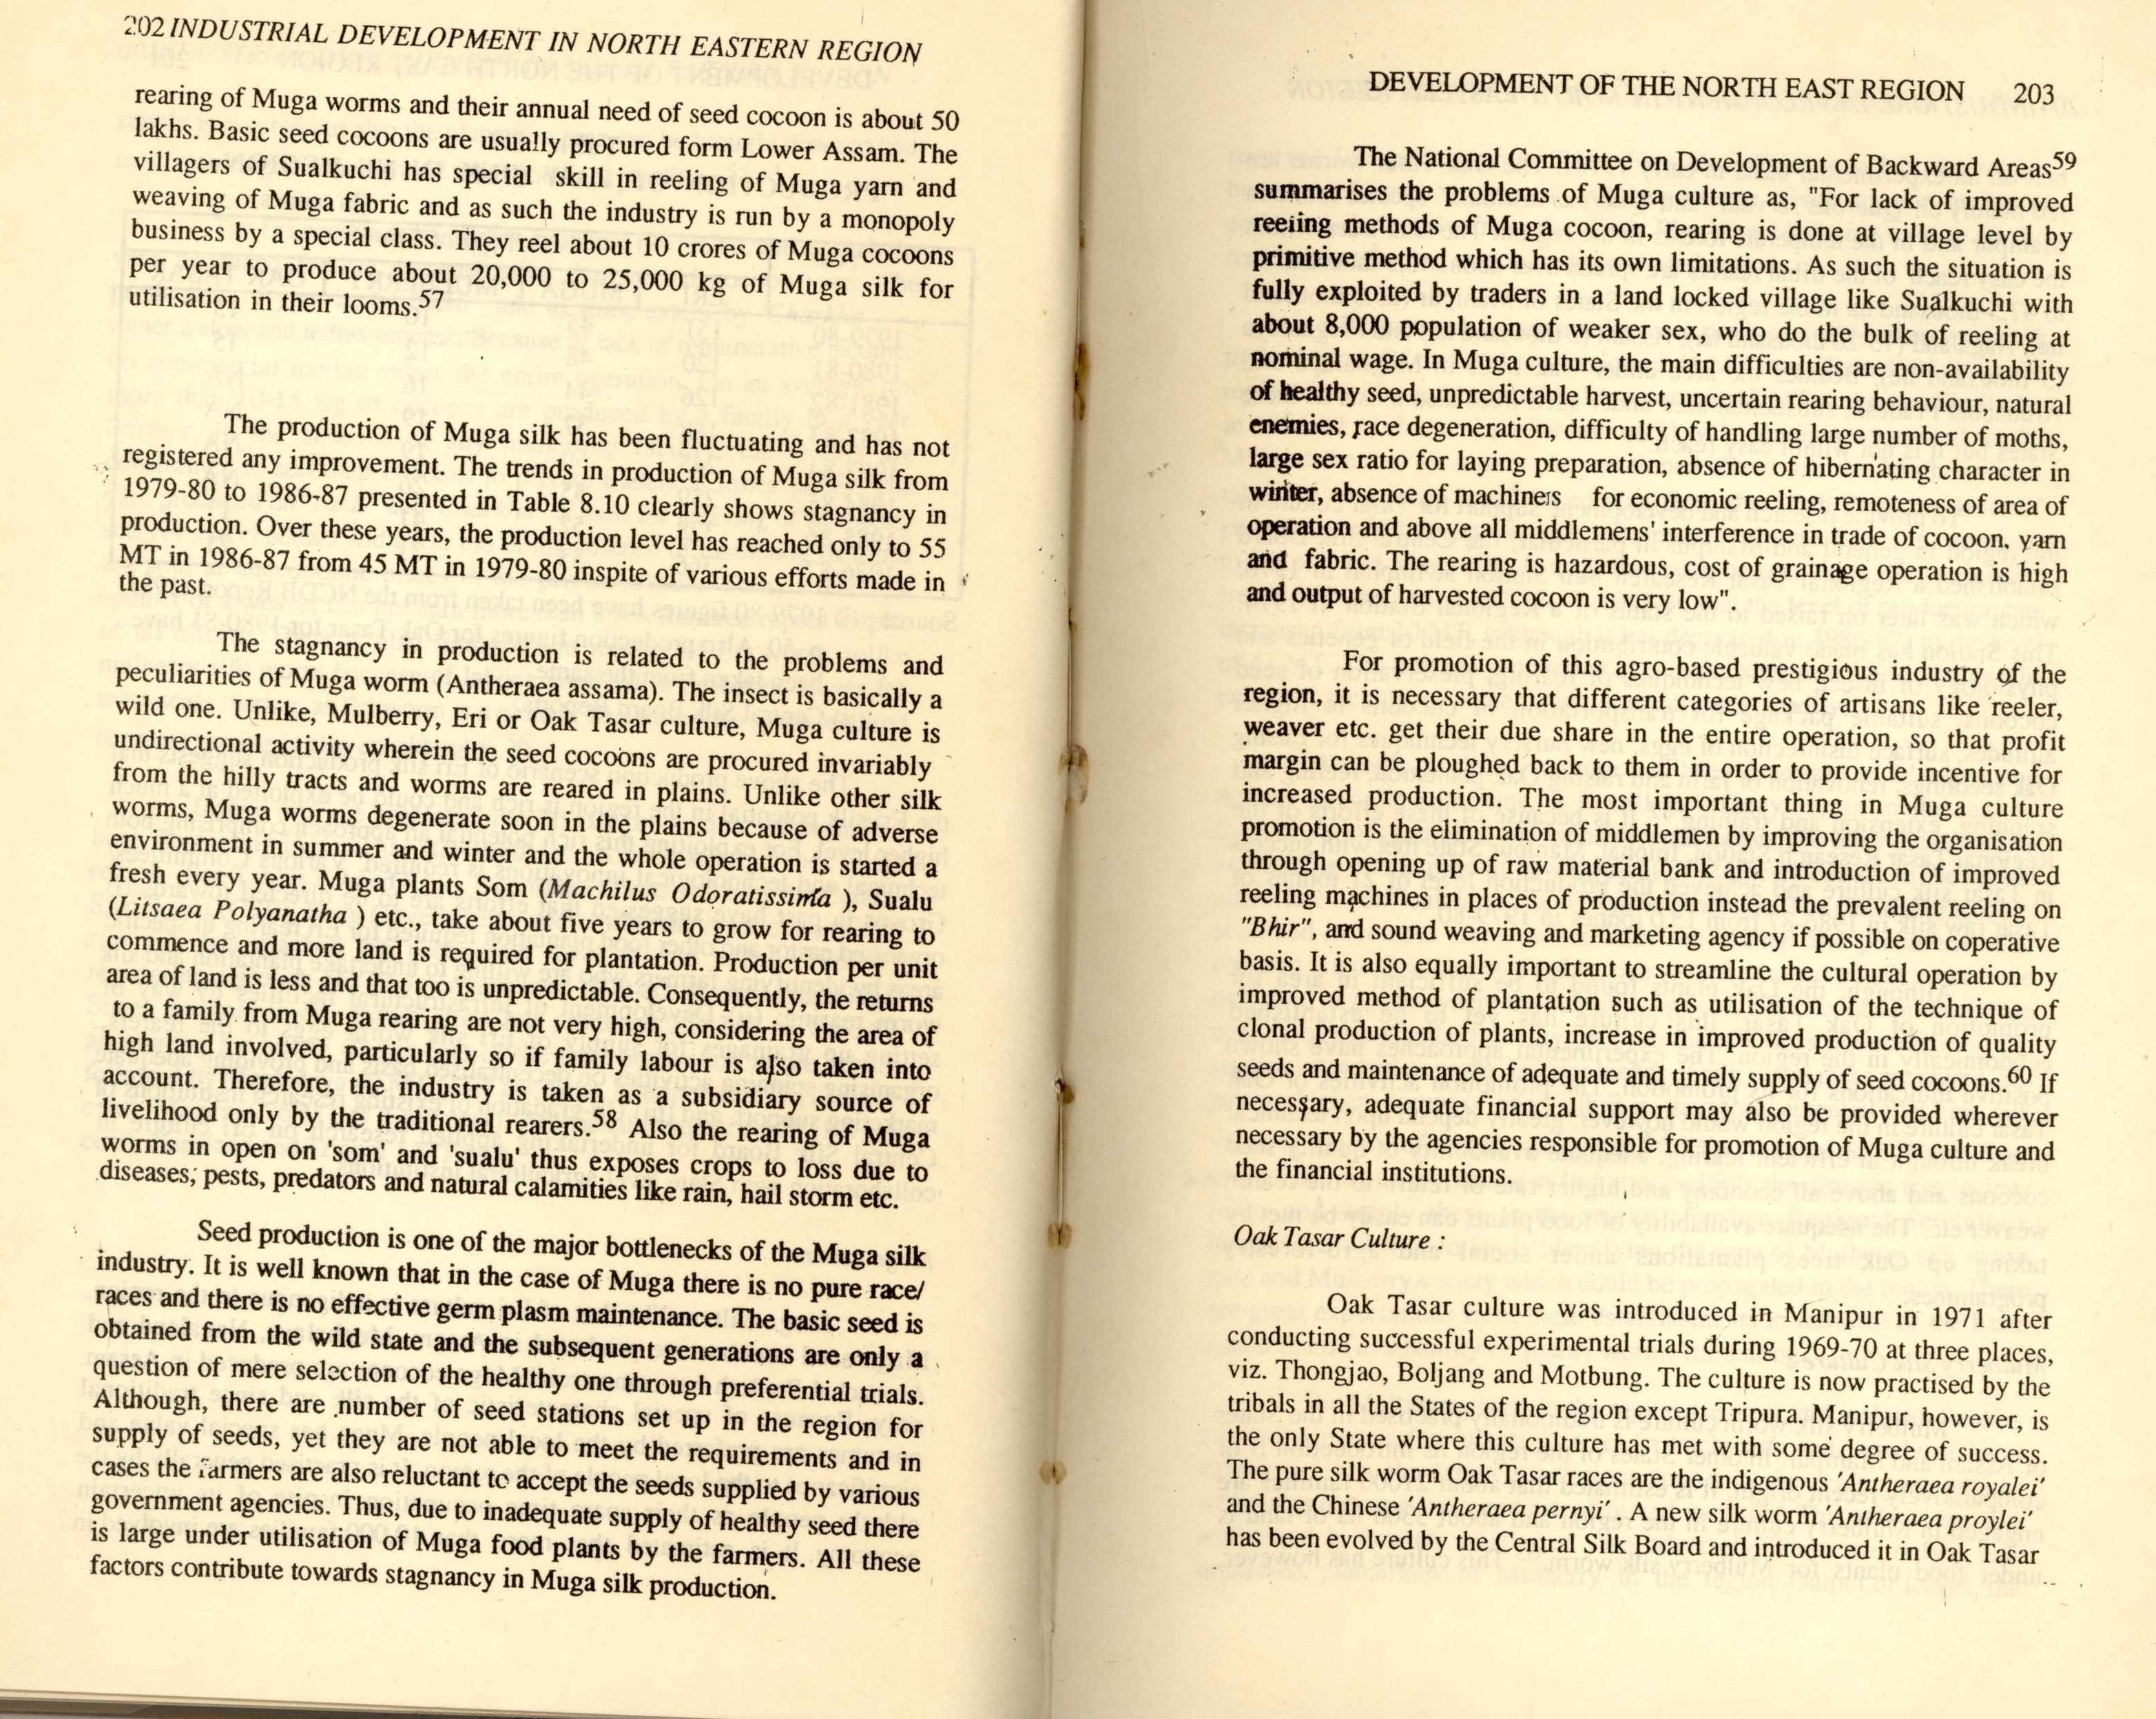 202 INDUSTRIAL DEVELOPMENT IN NORTH EASTERN REGION
rearing of Muga worms and their annual need of seed cocoon is about 50
lakhs. Basic seed cocoons are usually procured form Lower Assam. The
villagers of Sualkuchi has special skill in reeling of Muga yarn and
weaving of Muga fabric and as such the industry is run by a monopoly
business by a special class. They reel about 10 crores of Muga cocoons
per year to produce about 20,000 to 25,000 kg of Muga silk for
utilisation in their looms.57
The production of Muga silk has been fluctuating and has not
registered any improvement. The trends in production of Muga silk from
1979-80 to 1986-87 presented in Table 8.10 clearly shows stagnancy in
production. Over these years, the production level has reached only to 55
MT in 1986-87 from 45 MT in 1979-80 inspite of various efforts made in
the past.
The stagnancy in production is related to the problems and
peculiarities of Muga worm (Antheraea assama). The insect is basically a
wild one. Unlike, Mulberry, Eri or Oak Tasar culture, Muga culture is
undirectional activity wherein the seed cocoons are procured invariably
from the hilly tracts and worms are reared in plains. Unlike other silk
worms, Muga worms degenerate soon in the plains because of adverse
environment in summer and winter and the whole operation is started a
fresh every year. Muga plants Som (Machilus Odoratissima ), Sualu
(Litsaea Polyanatha ) etc., take about five years to grow for rearing to
commence and more land is required for plantation. Production per unit
area of land is less and that too is unpredictable. Consequently, the returns
to a family from Muga rearing are not very high, considering the area of
high land involved, particularly so if family labour is also taken into
account. Therefore, the industry is taken as a subsidiary source of
livelihood only by the traditional rearers.58 Also the rearing of Muga
worms in open on 'som' and 'sualu' thus exposes crops to loss due to
diseases; pests, predators and natural calamities like rain, hail storm etc.
Seed production is one of the major bottlenecks of the Muga silk
industry. It is well known that in the case of Muga there is no pure race/
races and there is no effective germ plasm maintenance. The basic seed is
obtained from the wild state and the subsequent generations are only a
question of mere selection of the healthy one through preferential trials.
Although, there are number of seed stations set up in the region for
supply of seeds, yet they are not able to meet the requirements and in
cases the farmers are also reluctant to accept the seeds supplied by various
government agencies. Thus, due to inadequate supply of healthy seed there
is large under utilisation of Muga food plants by the farmers. All these
factors contribute towards stagnancy in Muga silk production.
DEVELOPMENT OF THE NORTH EAST REGION 203
The National Committee on Development of Backward Areas59
summarises the problems of Muga culture as, "For lack of improved
reeling methods of Muga cocoon, rearing is done at village level by
primitive method which has its own limitations. As such the situation is
fully exploited by traders in a land locked village like Sualkuchi with
about 8,000 population of weaker sex, who do the bulk of reeling at
nominal wage. In Muga culture, the main difficulties are non-availability
of healthy seed, unpredictable harvest, uncertain rearing behaviour, natural
enemies, race degeneration, difficulty of handling large number of moths,
large sex ratio for laying preparation, absence of hibernating character in
winter, absence of machiners for economic reeling, remoteness of area of
operation and above all middlemens' interference in trade of cocoon, yarn
and fabric. The rearing is hazardous, cost of grainage operation is high
and output of harvested cocoon is very low".
For promotion of this agro-based prestigious industry of the
region, it is necessary that different categories of artisans like reeler,
weaver etc. get their due share in the entire operation, so that profit
margin can be ploughed back to them in order to provide incentive for
increased production. The most important thing in Muga culture
promotion is the elimination of middlemen by improving the organisation
through opening up of raw material bank and introduction of improved
reeling machines in places of production instead the prevalent reeling on
"Bhir", and sound weaving and marketing agency if possible on coperative
basis. It is also equally important to streamline the cultural operation by
improved method of plantation such as utilisation of the technique of
clonal production of plants, increase in improved production of quality
seeds and maintenance of adequate and timely supply of seed cocoons.60 If
necessary, adequate financial support may also be provided wherever
necessary by the agencies responsible for promotion of Muga culture and
the financial institutions.
Oak Tasar Culture :
Oak Tasar culture was introduced in Manipur in 1971 after
conducting successful experimental trials during 1969-70 at three places,
viz. Thongjao, Boljang and Motbung. The culture is now practised by the
tribals in all the States of the region except Tripura. Manipur, however, is
the only State where this culture has met with some degree of success.
The pure silk worm Oak Tasar races are the indigenous 'Antheraea royalei'
and the Chinese 'Antheraea pernyi' . A new silk worm 'Antheraea proylei'
has been evolved by the Central Silk Board and introduced it in Oak Tasar